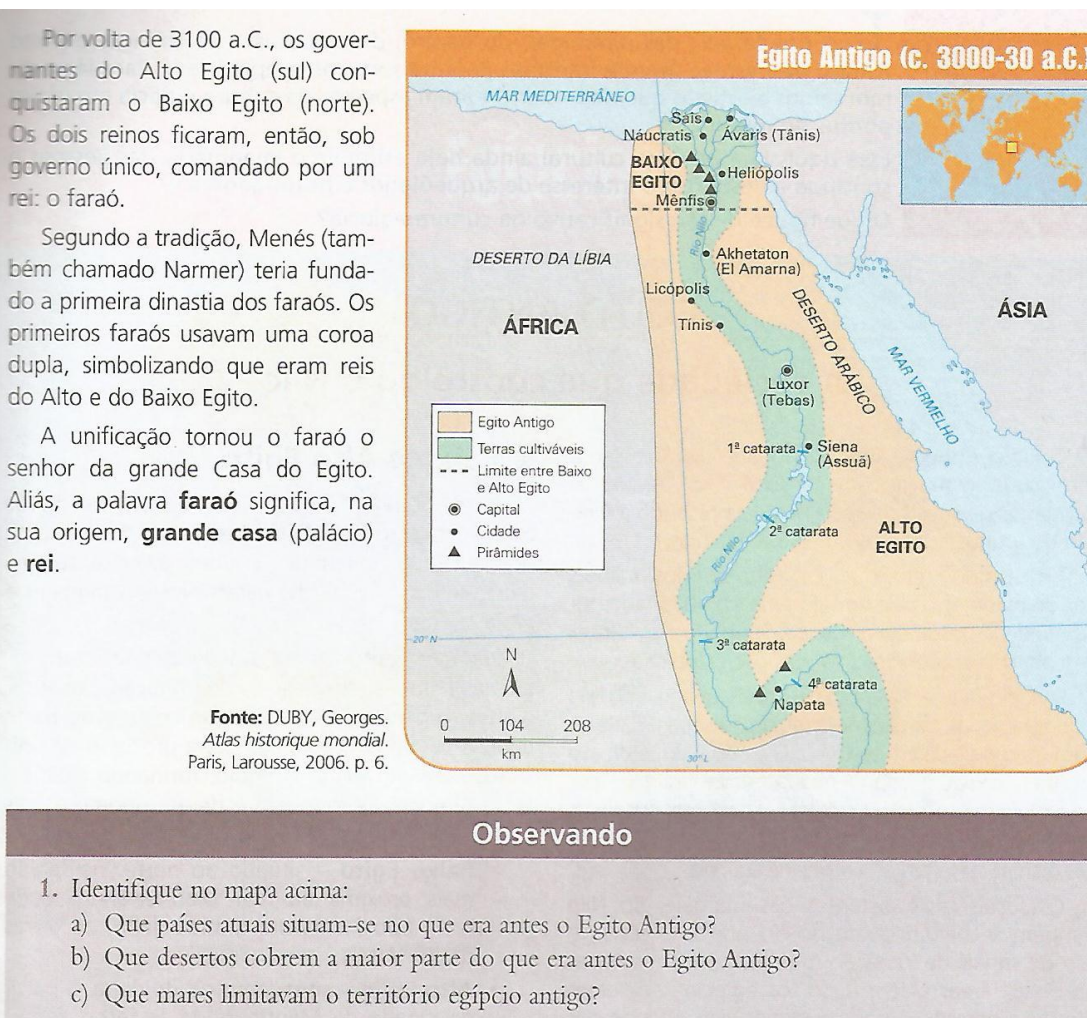 Por volta de 3100 a.C., os gover-
nantes do Alto Egito (sul) con-
quistaram o Baixo Egito (norte).
Os dois reinos ficaram, então, sob
governo único, comandado por um
rei: o faraó.
Segundo a tradição, Menés (tam-
bém chamado Narmer) teria funda-
do a primeira dinastia dos faraós. Os
primeiros faraós usavam uma coroa
dupla, simbolizando que eram reis
do Alto e do Baixo Egito.
A unificação tornou o faraó o
senhor da grande Casa do Egito.
Aliás, a palavra faraó significa, na
sua origem, grande casa (palácio)
e rei.
Fonte: DUBY, Georges.
Atlas historique mondial.
Paris, Larousse, 2006. p. 6.
Egito Antigo (c. 3000-30 a.C.)
MAR MEDITERRÂNEO
Saís
Náucratis
Ávaris (Tânis)
BAIXO
EGITO
Heliópolis
Mênfis
Rio Nilo
DESERTO DA LÍBIA
Akhetaton
(El Amarna)
Licópolis
Tínis
ÁFRICA
DESERTO ARÁBICO
ÁSIA
MAR VERMELHO
Luxor
(Tebas)
1ª catarata
Siena
(Assuã)
2ª catarata
ALTO
EGITO
Rio Nilo
20° N
3ª catarata
4ª catarata
Napata
30° L
Egito Antigo
Terras cultiváveis
Limite entre Baixo
e Alto Egito
Capital
Cidade
Pirâmides
N
0 104 208
km
Observando
1. Identifique no mapa acima:
a) Que países atuais situam-se no que era antes o Egito Antigo?
b) Que desertos cobrem a maior parte do que era antes o Egito Antigo?
c) Que mares limitavam o território egípcio antigo?